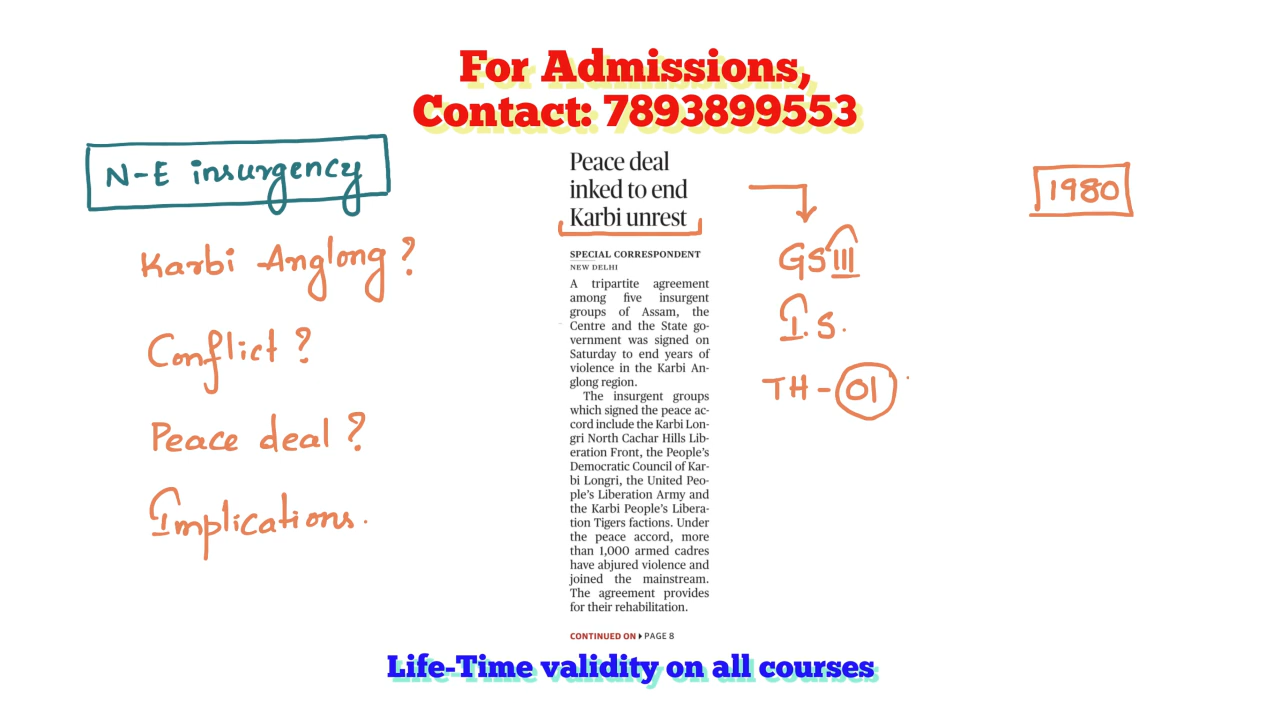 For Admissions,
Contact: 7893899553
N-E insurgency
Karbi Anglong?
Conflict?
Peace deal?
Implications.
Peace deal
inked to end
Karbi unrest
SPECIAL CORRESPONDENT
NEW DELHI
A tripartite agreement
among five insurgent
groups of Assam, the
Centre and the State go-
vernment was signed on
Saturday to end years of
violence in the Karbi An-
glong region.
The insurgent groups
which signed the peace ac-
cord include the Karbi Lon-
gri North Cachar Hills Lib-
eration Front, the People's
Democratic Council of Kar-
bi Longri, the United Peo-
ple's Liberation Army and
the Karbi People's Libera-
tion Tigers factions. Under
the peace accord, more
than 1,000 armed cadres
have abjured violence and
joined the mainstream.
The agreement provides
for their rehabilitation.
CONTINUED ON PAGE 8
GSIII
I.S.
TH-01
1980
Life-Time validity on all courses